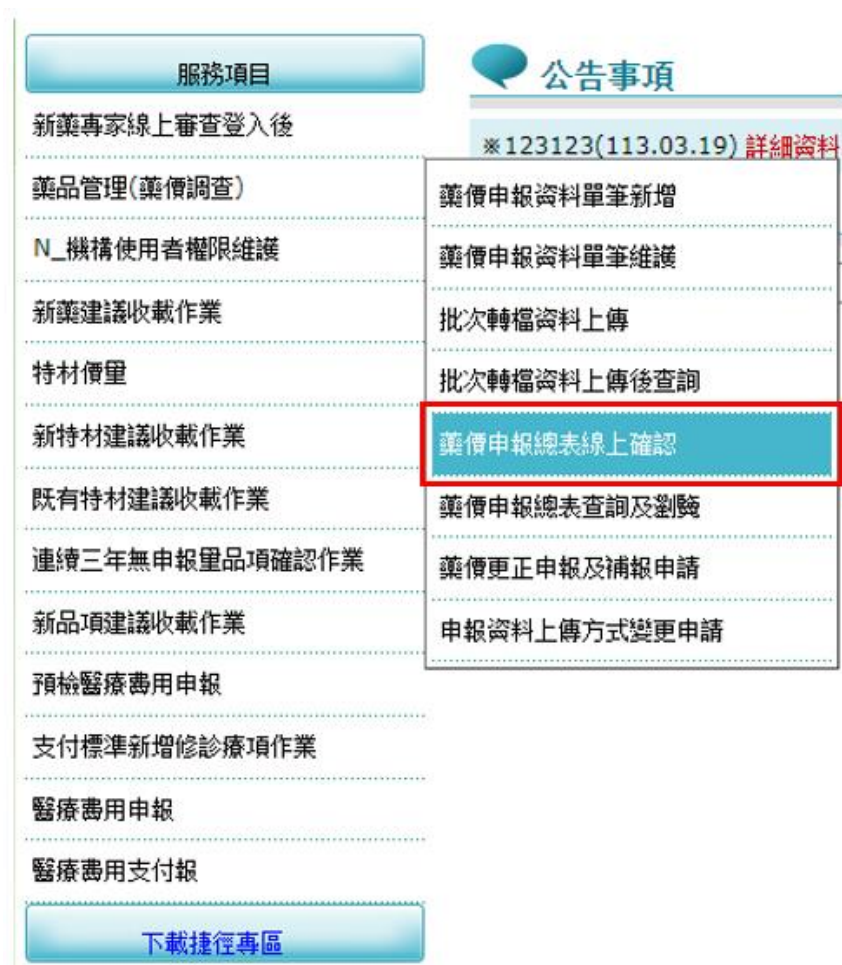 服務項目
新藥專家線上審查登入後
藥品管理(藥價調查)
N_機構使用者權限維護
新藥建議收載作業
特材價量
新特材建議收載作業
既有特材建議收載作業
連續三年無申報量品項確認作業
新品項建議收載作業
預檢醫療費用申報
支付標準新增修診療項作業
醫療費用申報
醫療費用支付報
下載捷徑專區
公告事項
※123123(113.03.19) 詳細資料
藥價申報資料單筆新增
藥價申報資料單筆維護
批次轉檔資料上傳
批次轉檔資料上傳後查詢
藥價申報總表線上確認
藥價申報總表查詢及瀏覽
藥價更正申報及補報申請
申報資料上傳方式變更申請